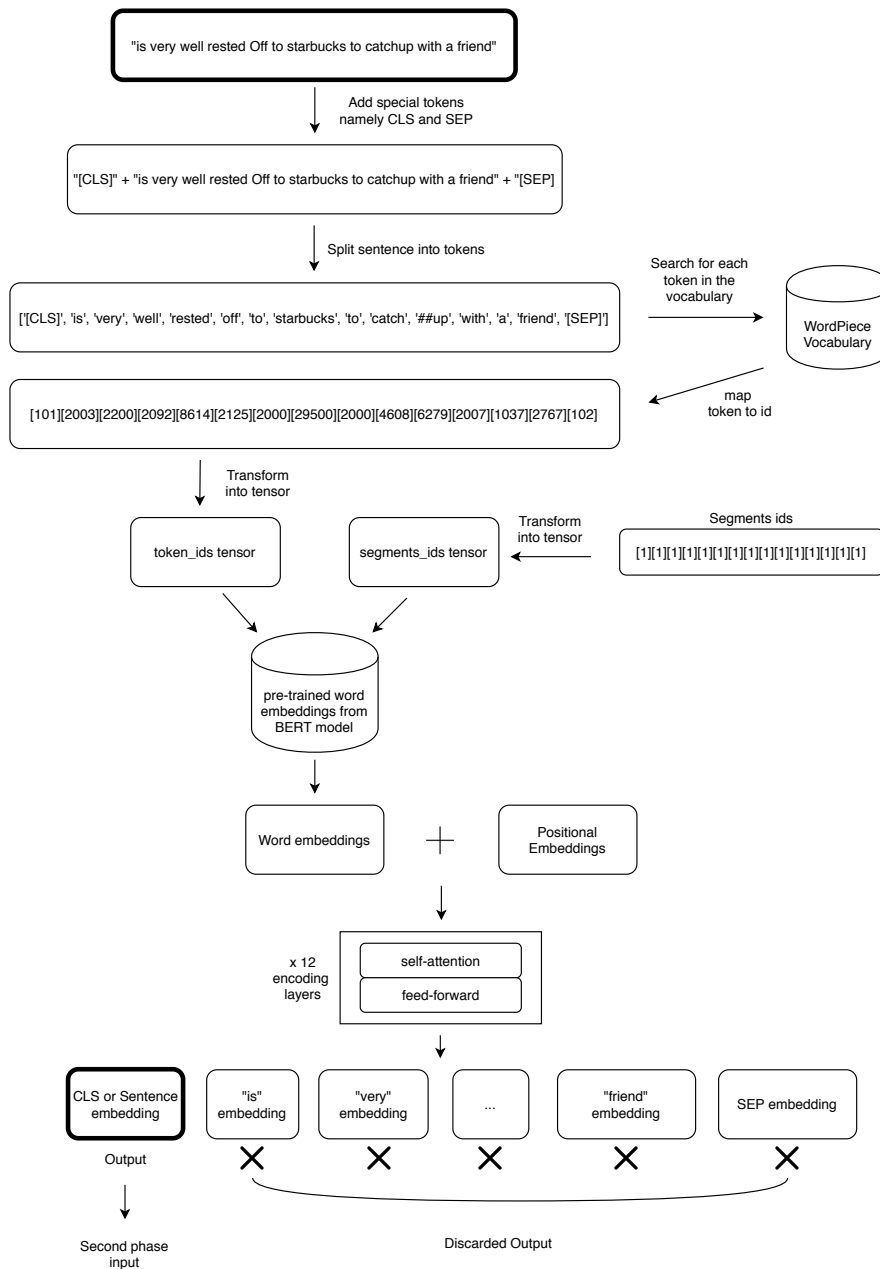 "is very well rested Off to starbucks to catchup with a friend"
Add special tokens
namely CLS and SEP
"[CLS]" + "is very well rested Off to starbucks to catchup with a friend" + "[SEP]
Split sentence into tokens
Search for each
token in the
vocabulary
['[CLS]', 'is', 'very', 'well', 'rested', 'off', 'to', 'starbucks', 'to', 'catch', '##up', 'with', 'a', 'friend', '[SEP]']
WordPiece
Vocabulary
map
token to id
[101][2003][2200][2092][8614][2125][2000][29500][2000][4608][6279][2007][1037][2767][102]
Transform
into tensor
token_ids tensor
segments_ids tensor
Transform
into tensor
Segments ids
[1][1][1][1][1][1][1][1][1][1][1][1][1][1][1]
pre-trained word
embeddings from
BERT model
Word embeddings
Positional
Embeddings
x 12
encoding
layers
self-attention
feed-forward
CLS or Sentence
embedding
"is"
embedding
"very"
embedding
...
"friend"
embedding
SEP embedding
Output
Second phase
input
Discarded Output